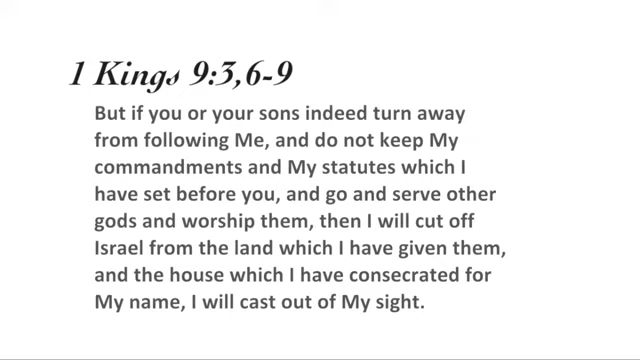 1 Kings 9:3,6-9
But if you or your sons indeed turn away
from following Me, and do not keep My
commandments and My statutes which I
have set before you, and go and serve other
gods and worship them, then I will cut off
Israel from the land which I have given them,
and the house which I have consecrated for
My name, I will cast out of My sight.